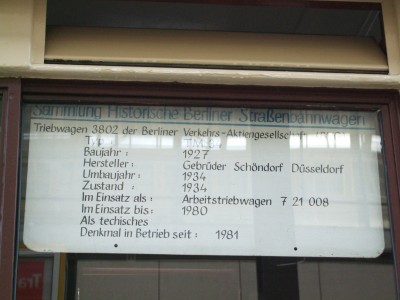 Sammlung Historische Berliner Straßenbahnwagen
Triebwagen 3802 der Berliner Verkehrs-Aktiengesellschaft
Baujahr: 1927
Hersteller: Gebrüder Schöndorf Düsseldorf
Umbaujahr: 1934
Zustand: 1934
Im Einsatz als: Arbeitstriebwagen 7 21 008
Im Einsatz bis: 1980
Als techisches
Denkmal in Betrieb seit: 1981